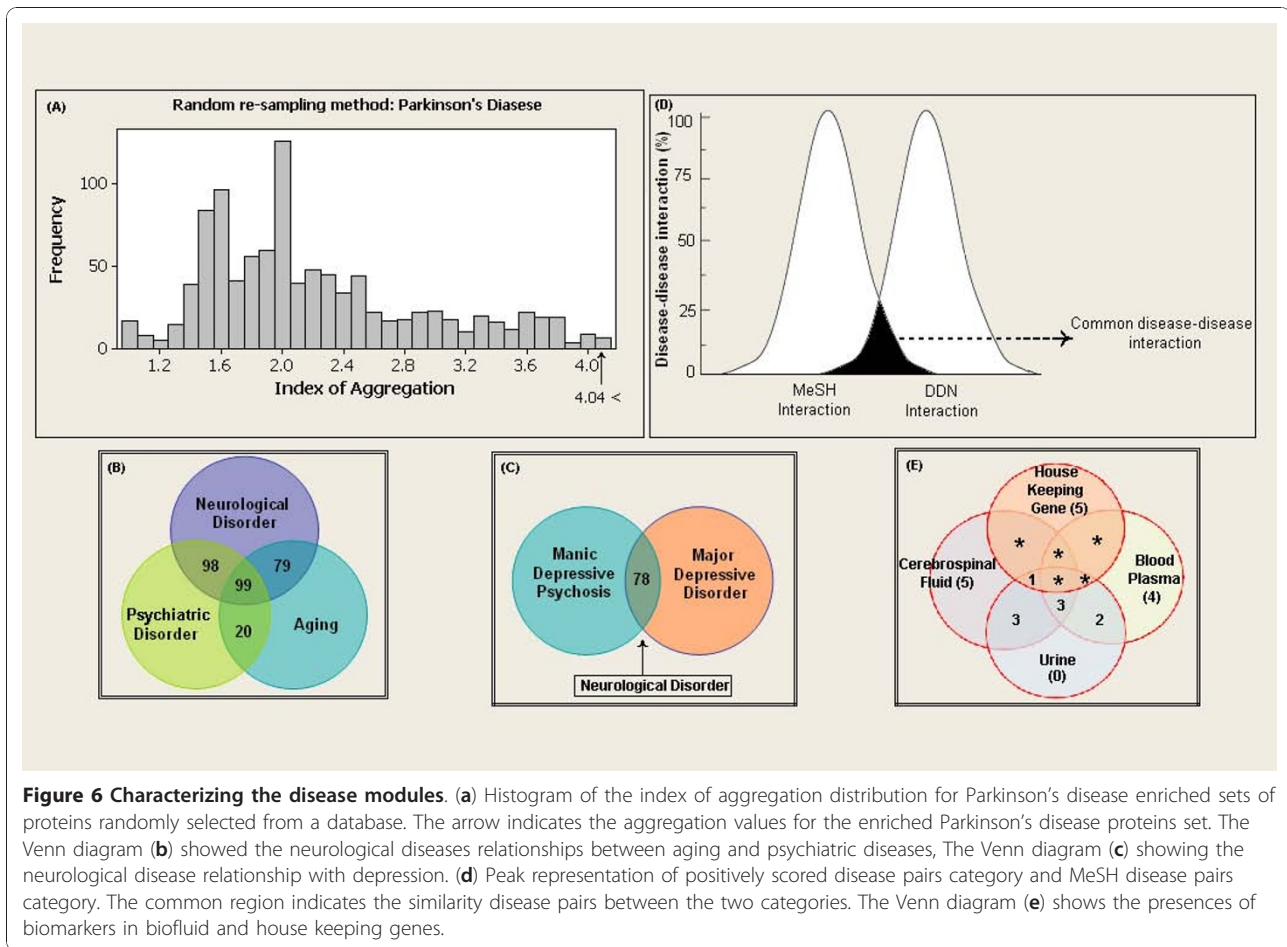 (A)
Random re-sampling method: Parkinson's Diasese
Frequency
100
50
0
1.2 1.6 2.0 2.4 2.8 3.2 3.6 4.0
Index of Aggregation
4.04 <
(D)
Disease-disease interaction (%)
100
75
50
25
0
MeSH
Interaction
DDN
Interaction
Common disease-disease
interaction
(B)
Neurological
Disorder
98
79
99
Psychiatric
Disorder
20
Aging
(C)
Manic
Depressive
Psychosis
78
Major
Depressive
Disorder
Neurological Disorder
(E)
House
Keeping
Gene (5)
*
*
*
Cerebrospinal
Fluid (5)
1
*
*
Blood
Plasma
(4)
3
3
2
Urine
(0)
Figure 6 Characterizing the disease modules. (a) Histogram of the index of aggregation distribution for Parkinson's disease enriched sets of
proteins randomly selected from a database. The arrow indicates the aggregation values for the enriched Parkinson's disease proteins set. The
Venn diagram (b) showed the neurological diseases relationships between aging and psychiatric diseases, The Venn diagram (c) showing the
neurological disease relationship with depression. (d) Peak representation of positively scored disease pairs category and MeSH disease pairs
category. The common region indicates the similarity disease pairs between the two categories. The Venn diagram (e) shows the presences of
biomarkers in biofluid and house keeping genes.